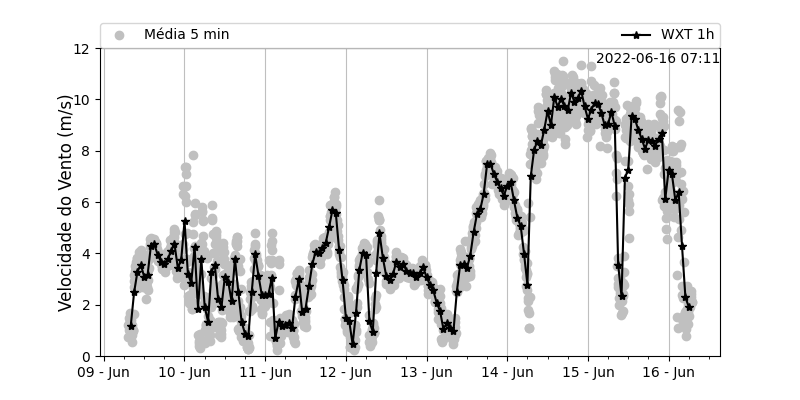 Média 5 min
WXT 1h
2022-06-16 07:11
Velocidade do Vento (m/s)
12
10
8
6
4
2
0
09 - Jun
10 - Jun
11 - Jun
12 - Jun
13 - Jun
14 - Jun
15 - Jun
16 - Jun